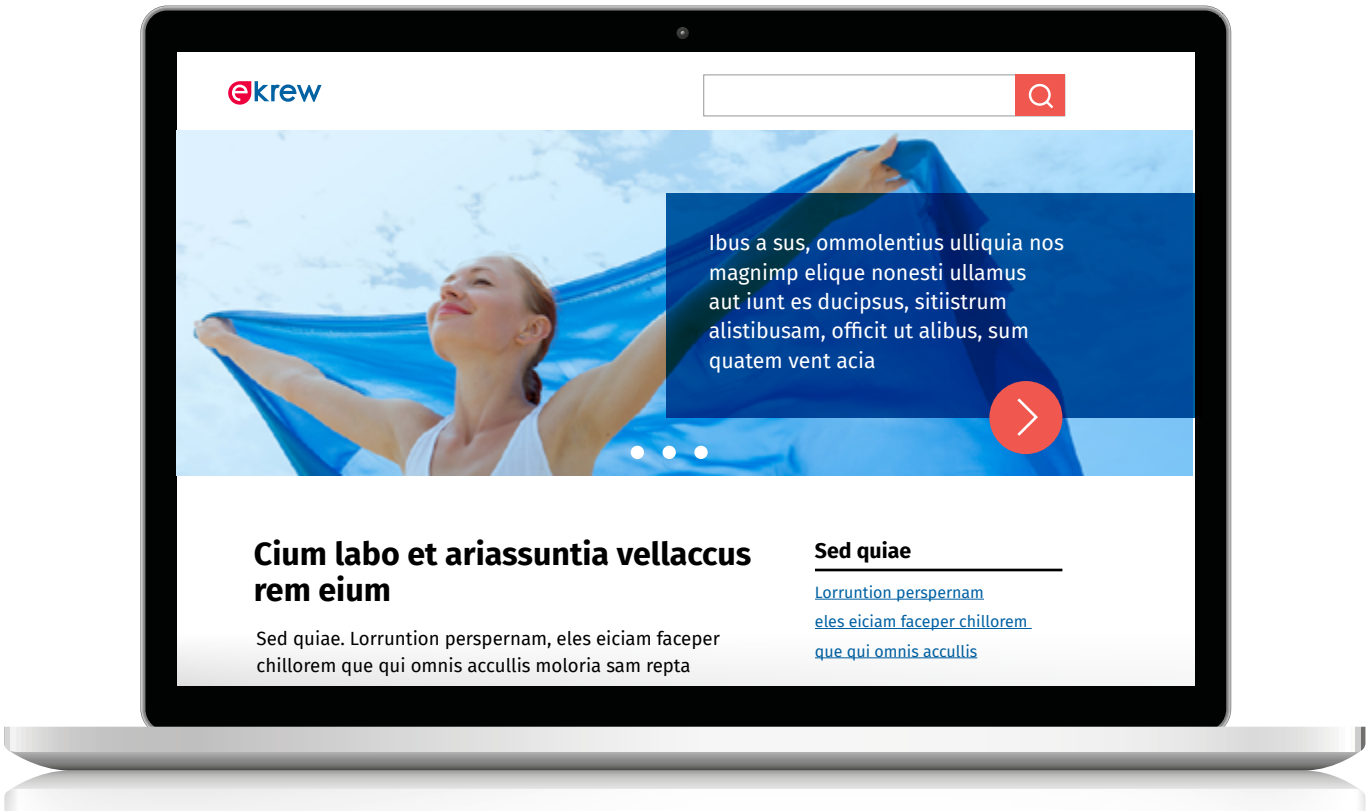 ekrew
Ibus a sus, ommolentius ulliquia nos
magnimp elique nonesti ullamus
aut iunt es ducipsus, sitiistrum
alistibusam, officit ut alibus, sum
quatem vent acia
Cium labo et ariassuntia vellaccus
rem eium
Sed quiae. Lorruntion perspernam, eles eiciam faceper
chillorem que qui omnis accullis moloria sam repta
Sed quiae
Lorruntion perspernam
eles eiciam faceper chillorem
que qui omnis accullis